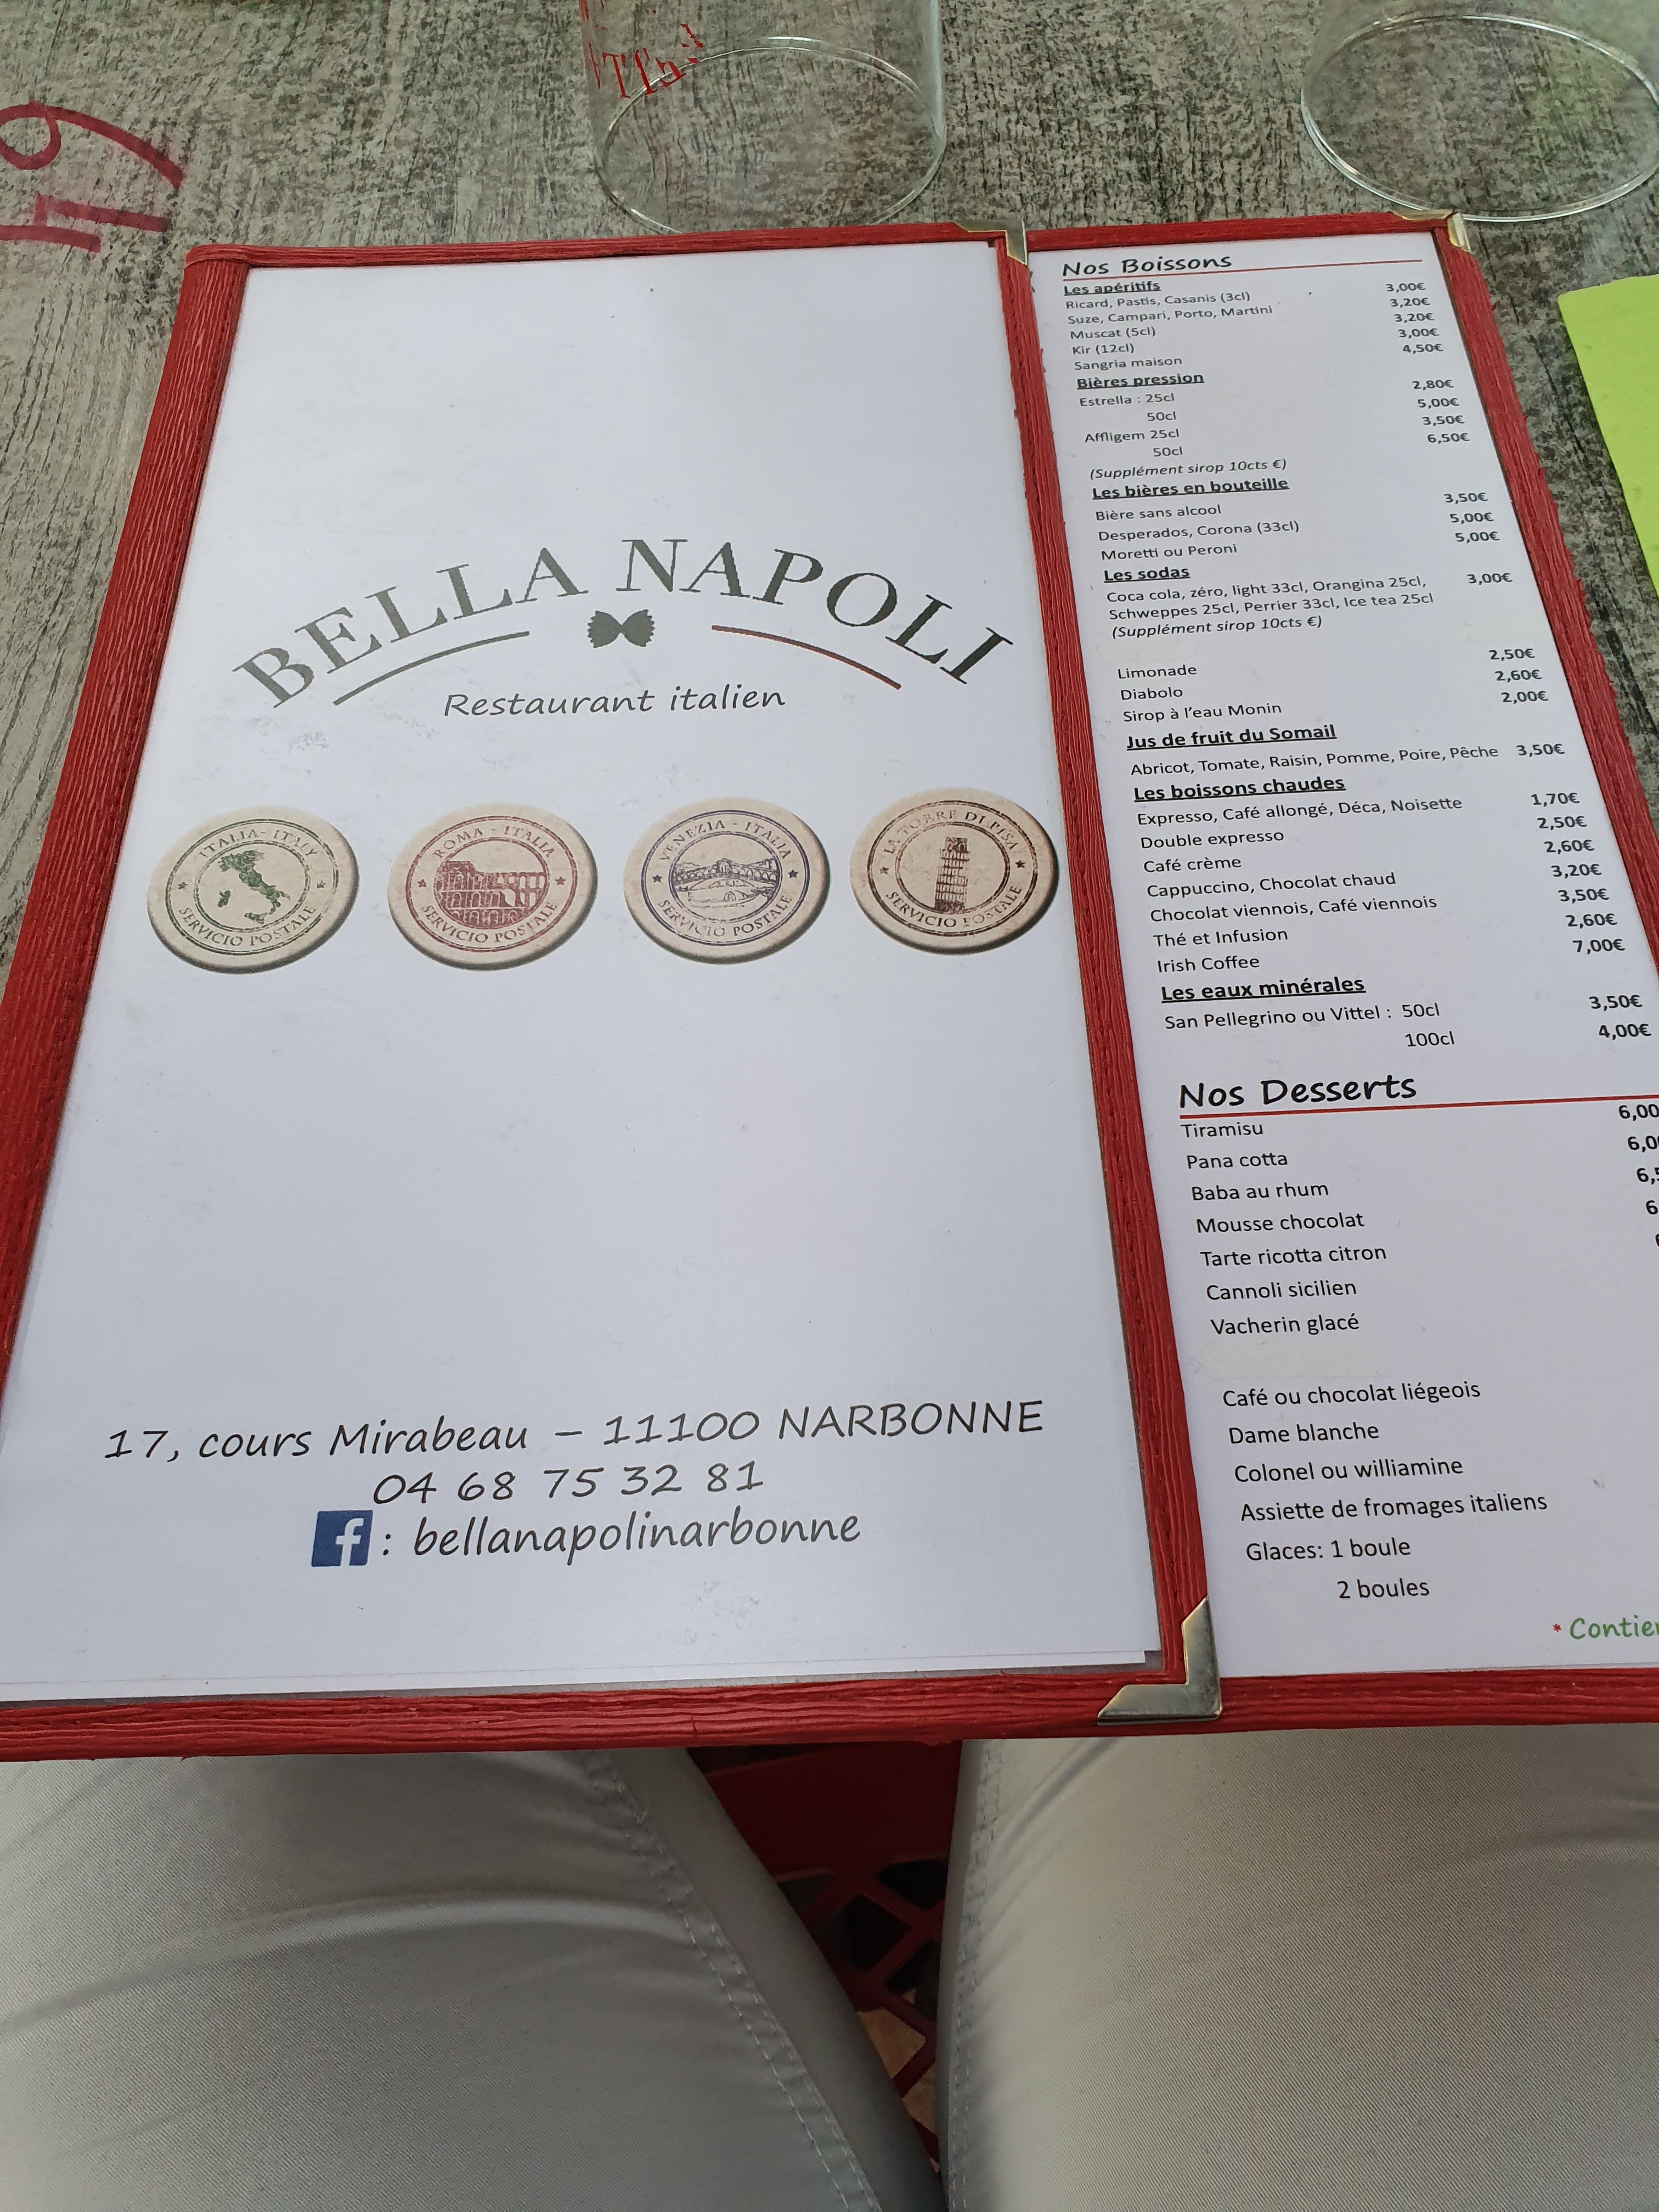 49
BELLA NAPOLI
Restaurant italien
ITALIA - ITALY
SERVICIO POSTALE
ROMA - ITALIA
SERVICIO POSTALE
VENEZIA - ITALIA
SERVICIO POSTALE
LA TORRE DI PISA
SERVICIO POSTALE
17, cours Mirabeau – 11100 NARBONNE
04 68 75 32 81
f : bellanapolinarbonne
Nos Boissons
Les apéritifs
Ricard, Pastis, Casanis (3cl) 3,00€
Suze, Campari, Porto, Martini 3,20€
Muscat (5cl) 3,20€
Kir (12cl) 3,00€
Sangria maison 4,50€
Bières pression
Estrella : 25cl 2,80€
50cl 5,00€
Affligem 25cl 3,50€
50cl 6,50€
(Supplément sirop 10cts €)
Les bières en bouteille
Bière sans alcool 3,50€
Desperados, Corona (33cl) 5,00€
Moretti ou Peroni 5,00€
Les sodas
Coca cola, zéro, light 33cl, Orangina 25cl, 3,00€
Schweppes 25cl, Perrier 33cl, Ice tea 25cl
(Supplément sirop 10cts €)
Limonade 2,50€
Diabolo 2,60€
Sirop à l'eau Monin 2,00€
Jus de fruit du Somail
Abricot, Tomate, Raisin, Pomme, Poire, Pêche 3,50€
Les boissons chaudes
Expresso, Café allongé, Déca, Noisette 1,70€
Double expresso 2,50€
Café crème 2,60€
Cappuccino, Chocolat chaud 3,20€
Chocolat viennois, Café viennois 3,50€
Thé et Infusion 2,60€
Irish Coffee 7,00€
Les eaux minérales
San Pellegrino ou Vittel : 50cl 3,50€
100cl 4,00€
Nos Desserts
Tiramisu 6,00
Pana cotta 6,0
Baba au rhum 6,5
Mousse chocolat 6
Tarte ricotta citron
Cannoli sicilien
Vacherin glacé
Café ou chocolat liégeois
Dame blanche
Colonel ou williamine
Assiette de fromages italiens
Glaces: 1 boule
2 boules
* Contie